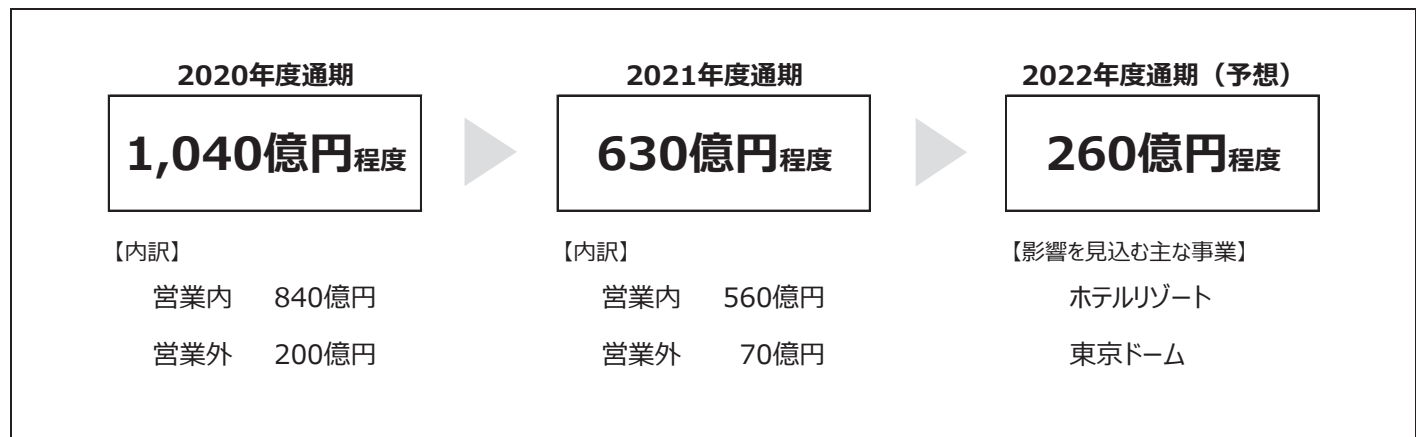 2020年度通期
1,040億円程度
【内訳】
営業内 840億円
営業外 200億円
2021年度通期
630億円程度
【内訳】
営業内 560億円
営業外 70億円
2022年度通期（予想）
260億円程度
【影響を見込む主な事業】
ホテルリゾート
東京ドーム